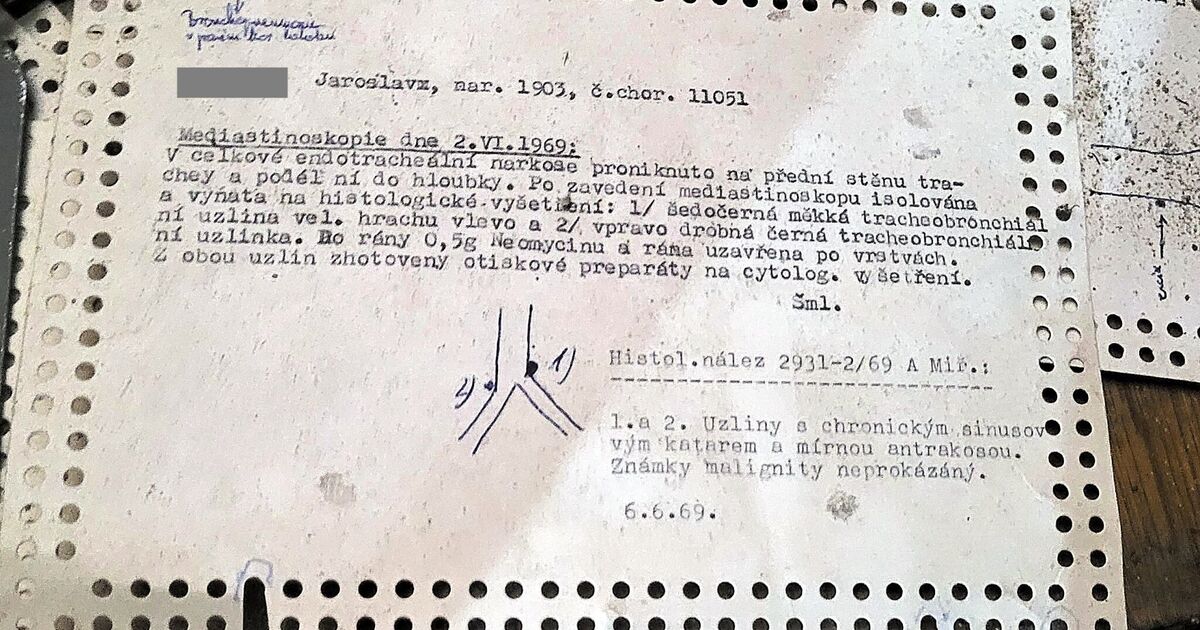 Jaroslava, nar. 1903, č.chor. 11051
Mediastinoskopie dne 2.VI.1969:
V celkové endotracheální narkose proniknuto na přední stěnu tra-
chey a podél ní do hloubky. Po zavedení mediastinoskopu isolována
a vyňata na histologické vyšetření: 1/ šedočerná měkká tracheobronchiál
ní uzlina vel. hrachu vlevo a 2/ vpravo drobná černá tracheobronchiál
ní uzlinka. Do rány 0,5g Neomycinu a rána uzavřena po vrstvách.
Z obou uzlin zhotoveny otiskové preparáty na cytolog. vyšetření.
Šml.
1)
2)
Histol.nález 2931-2/69 A Miř.:
1.a 2. Uzliny s chronickým sinusov
vým katarem a mírnou antrakosou.
Známky malignity neprokázány.
6.6.69.